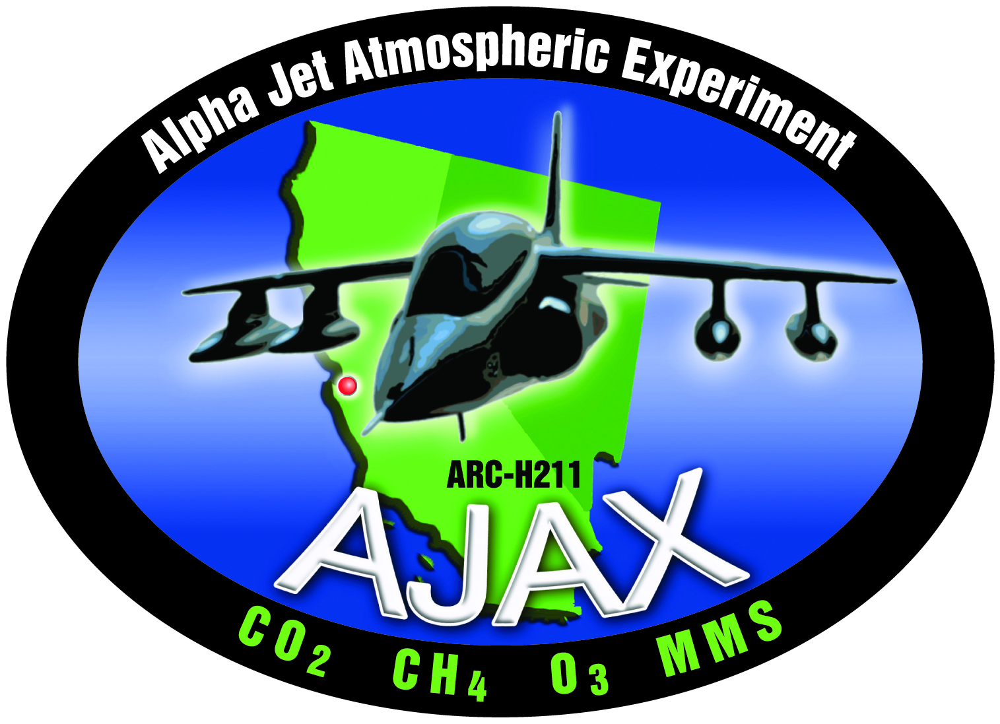 Alpha Jet Atmospheric Experiment
ARC-H211
AJAX
CO2 CH4 O3 MMS